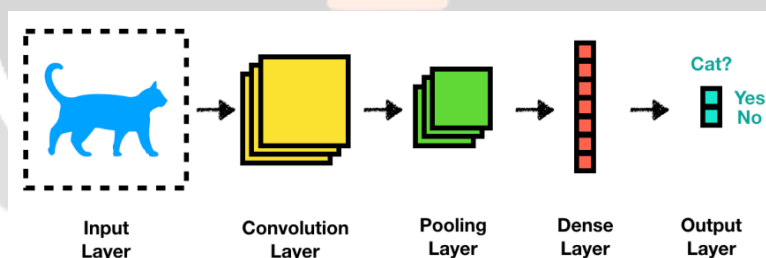 Cat?
Yes
No
Input
Layer
Convolution
Layer
Pooling
Layer
Dense
Layer
Output
Layer